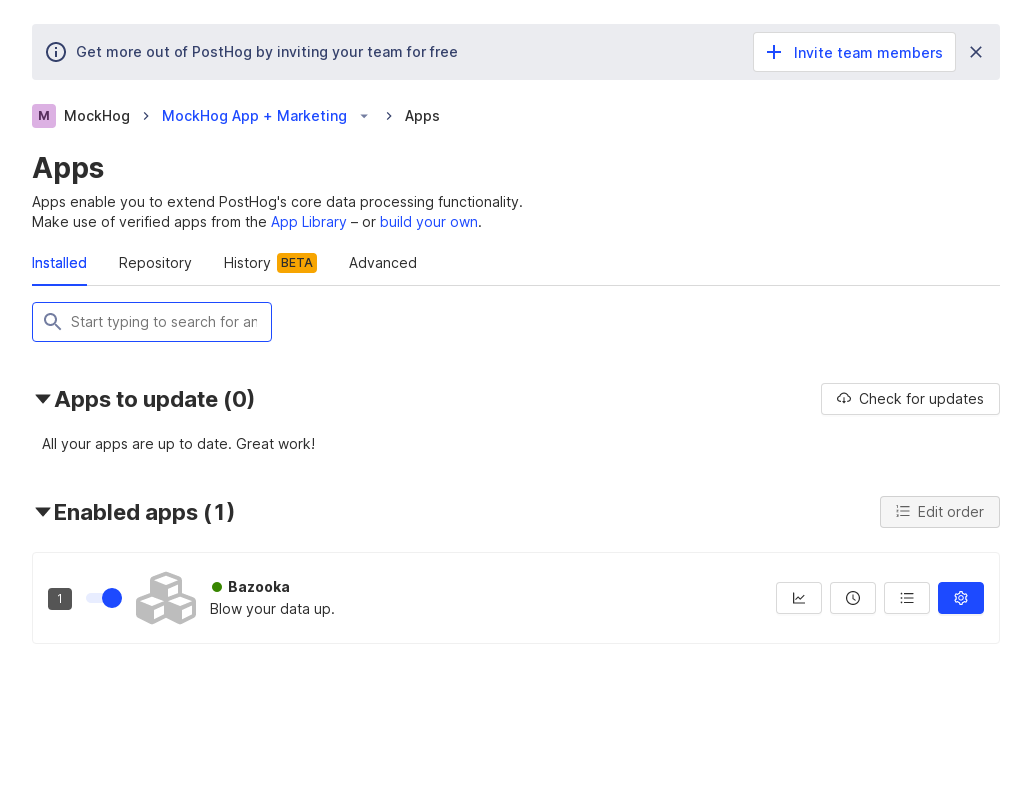 Get more out of PostHog by inviting your team for free
Invite team members
M MockHog MockHog App + Marketing Apps
Apps
Apps enable you to extend PostHog's core data processing functionality.
Make use of verified apps from the App Library – or build your own.
Installed Repository History BETA Advanced
Start typing to search for an
Apps to update (0)
Check for updates
All your apps are up to date. Great work!
Enabled apps (1)
Edit order
1
Bazooka
Blow your data up.